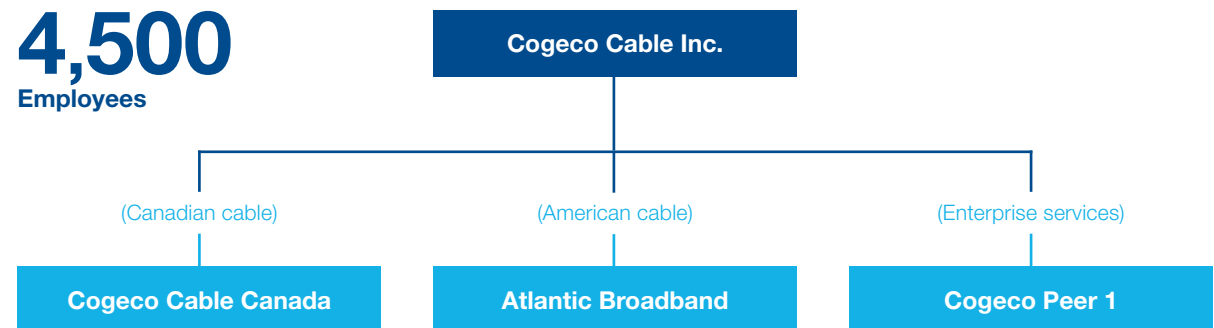 4,500
Employees
Cogeco Cable Inc.
(Canadian cable)
(American cable)
(Enterprise services)
Cogeco Cable Canada
Atlantic Broadband
Cogeco Peer 1